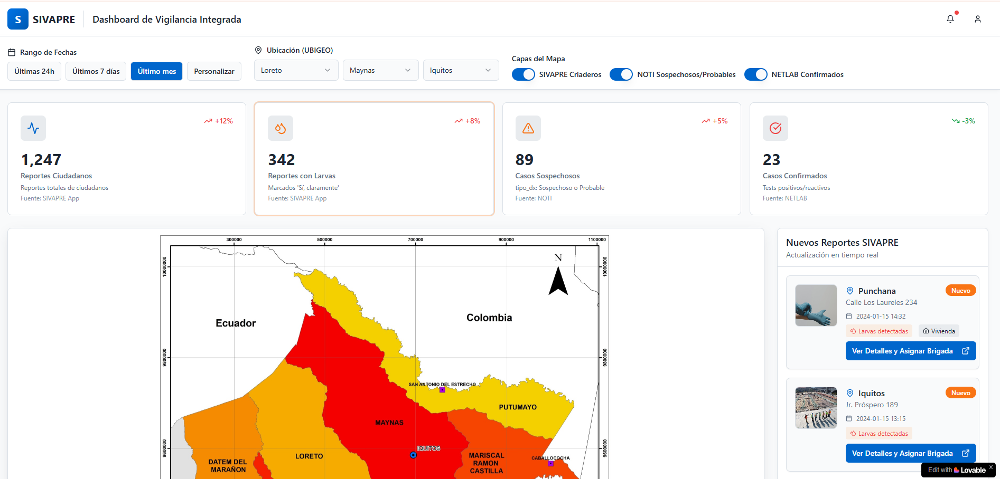 S SIVAPRE Dashboard de Vigilancia Integrada
Rango de Fechas
Últimas 24h Últimos 7 días Último mes Personalizar
Ubicación (UBIGEO)
Loreto Maynas Iquitos
Capas del Mapa
SIVAPRE Criaderos NOTI Sospechosos/Probables NETLAB Confirmados
+12%
1,247
Reportes Ciudadanos
Reportes totales de ciudadanos
Fuente: SIVAPRE App
+8%
342
Reportes con Larvas
Marcados 'Sí, claramente'
Fuente: SIVAPRE App
+5%
89
Casos Sospechosos
tipo_dx: Sospechoso o Probable
Fuente: NOTI
-3%
23
Casos Confirmados
Tests positivos/reactivos
Fuente: NETLAB
300000 500000 700000 900000 1100000
10000000 10000000
N
Ecuador
Colombia
9800000 9800000
SAN ANTONIO DEL ESTRECHO
PUTUMAYO
MAYNAS
9600000 9600000
IQUITOS
LORETO
MARISCAL
RAMON
CASTILLA
CABALLOCOCHA
DATEM DEL
MARAÑON
Nuevos Reportes SIVAPRE
Actualización en tiempo real
Punchana Nuevo
Calle Los Laureles 234
2024-01-15 14:32
Larvas detectadas Vivienda
Ver Detalles y Asignar Brigada
Iquitos Nuevo
Jr. Próspero 189
2024-01-15 13:15
Larvas detectadas
Ver Detalles y Asignar Brigada
Edit with Lovable